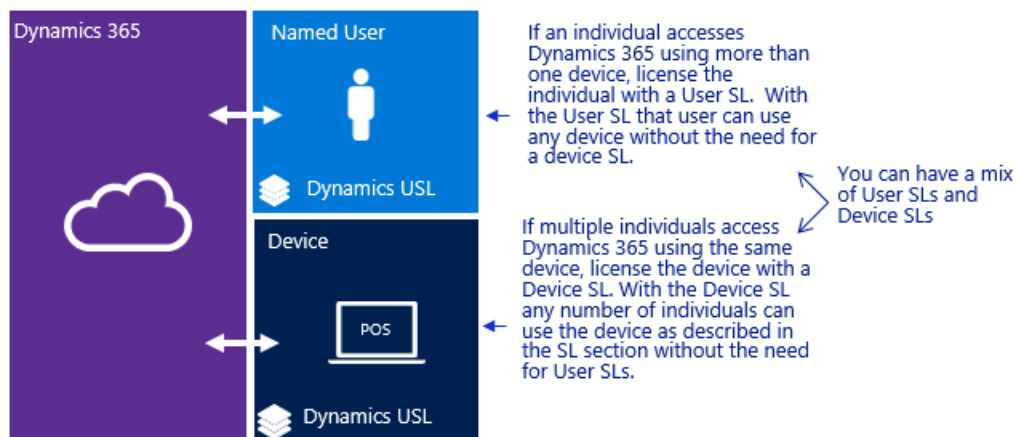 Dynamics 365
Named User
Dynamics USL
If an individual accesses
Dynamics 365 using more than
one device, license the
individual with a User SL. With
the User SL that user can use
any device without the need for
a device SL.
You can have a mix
of User SLs and
Device SLs
Device
POS
Dynamics USL
If multiple individuals access
Dynamics 365 using the same
device, license the device with a
Device SL. With the Device SL
any number of individuals can
use the device as described in
the SL section without the need
for User SLs.